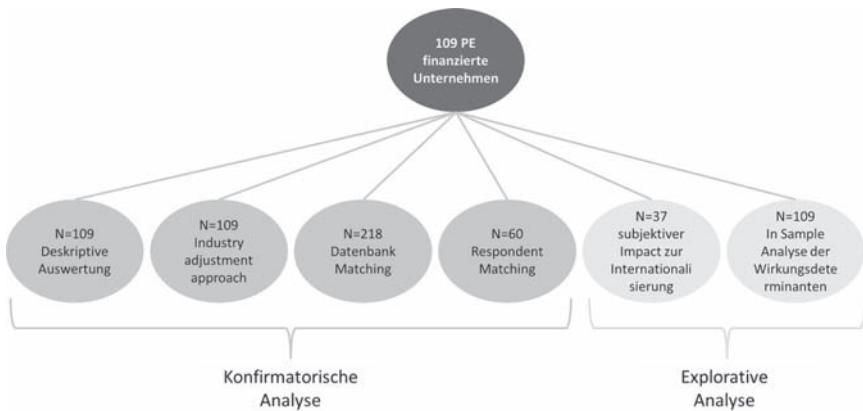 109 PE
finanzierte
Unternehmen
N=109
Deskriptive
Auswertung
N=109
Industry
adjustment
approach
N=218
Datenbank
Matching
N=60
Respondent
Matching
N=37
subjektiver
Impact zur
Internationali
sierung
N=109
In Sample
Analyse der
Wirkungsdete
rminanten
Konfirmatorische
Analyse
Explorative
Analyse